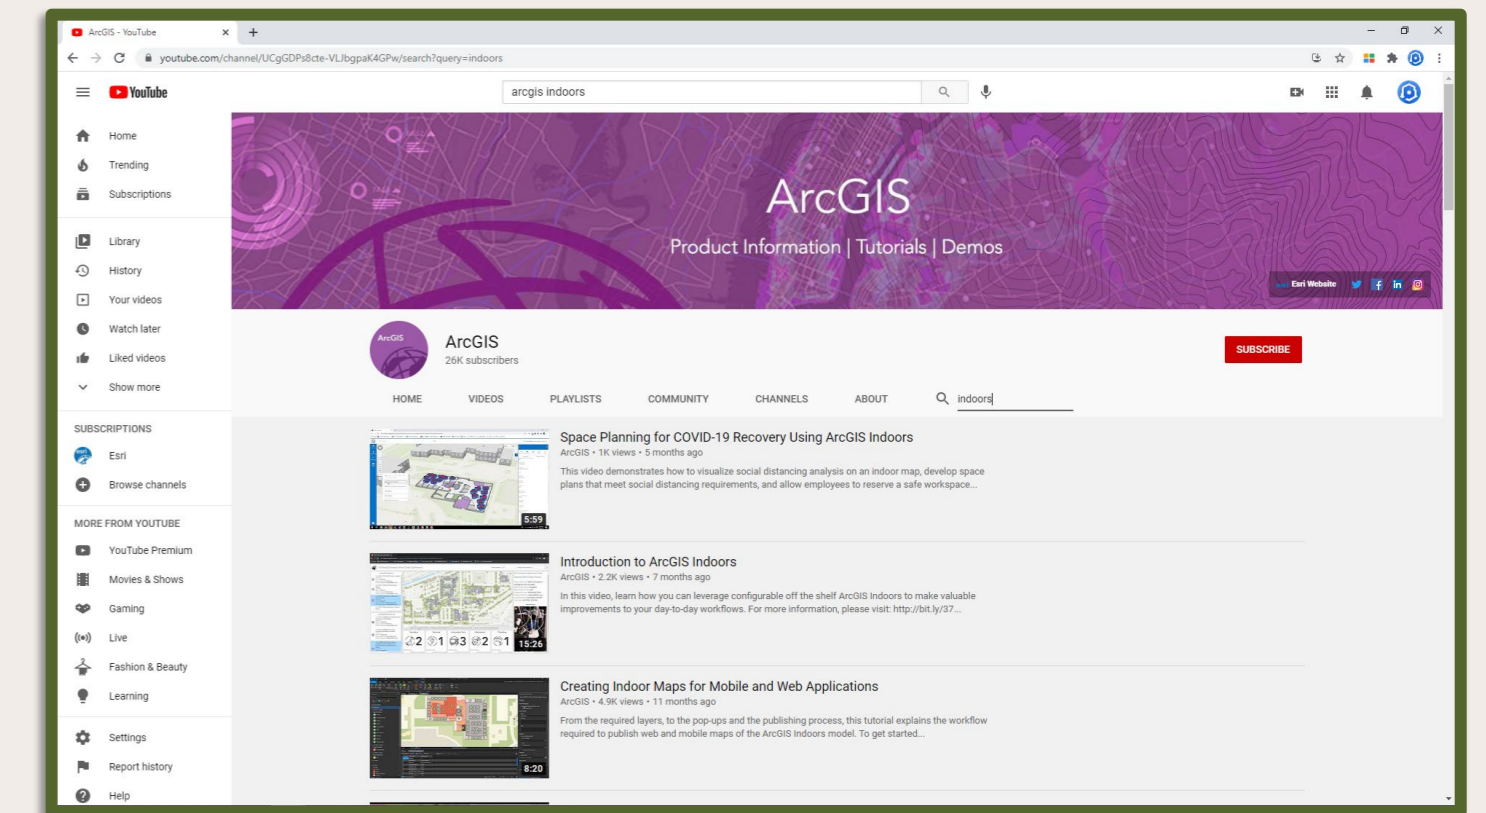 ArcGIS - YouTube
youtube.com/channel/UCgGDPs8cte-VLJbgpaK4GPw/search?query=indoors
YouTube
arcgis indoors
Home
Trending
Subscriptions
Library
History
Your videos
Watch later
Liked videos
Show more
SUBSCRIPTIONS
Esri
Browse channels
MORE FROM YOUTUBE
YouTube Premium
Movies & Shows
Gaming
Live
Fashion & Beauty
Learning
Settings
Report history
Help
ArcGIS
Product Information | Tutorials | Demos
Esri Website
ArcGIS
ArcGIS
26K subscribers
SUBSCRIBE
HOME VIDEOS PLAYLISTS COMMUNITY CHANNELS ABOUT indoors
Space Planning for COVID-19 Recovery Using ArcGIS Indoors
ArcGIS • 1K views • 5 months ago
This video demonstrates how to visualize social distancing analysis on an indoor map, develop space
plans that meet social distancing requirements, and allow employees to reserve a safe workspace...
5:59
Introduction to ArcGIS Indoors
ArcGIS • 2.2K views • 7 months ago
In this video, learn how you can leverage configurable off the shelf ArcGIS Indoors to make valuable
improvements to your day-to-day workflows. For more information, please visit: http://bit.ly/37...
2 1 3 2 1
15:26
Creating Indoor Maps for Mobile and Web Applications
ArcGIS • 4.9K views • 11 months ago
From the required layers, to the pop-ups and the publishing process, this tutorial explains the workflow
required to publish web and mobile maps of the ArcGIS Indoors model. To get started...
8:20